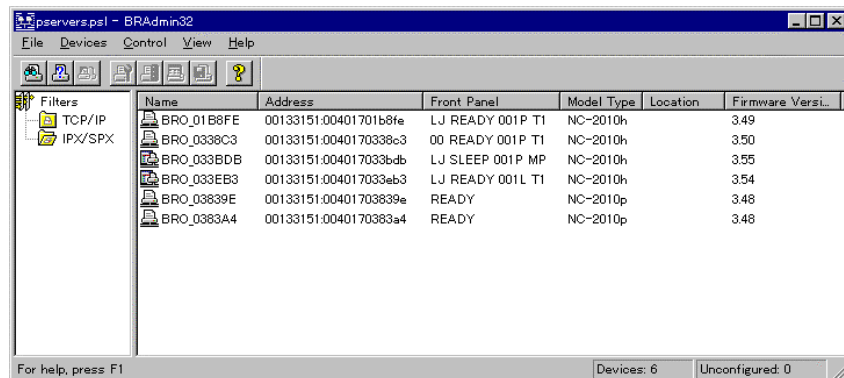 pservers.psl - BRAdmin32
File Devices Control View Help
Filters
TCP/IP
IPX/SPX
Name Address Front Panel Model Type Location Firmware Versi...
BRO_01B8FE 00133151:00401701b8fe LJ READY 001P T1 NC-2010h 3.49
BRO_0338C3 00133151:0040170338c3 00 READY 001P T1 NC-2010h 3.50
BRO_033BDB 00133151:004017033bdb LJ SLEEP 001P MP NC-2010h 3.55
BRO_033EB3 00133151:004017033eb3 LJ READY 001L T1 NC-2010h 3.54
BRO_03839E 00133151:00401703839e READY NC-2010p 3.48
BRO_0383A4 00133151:0040170383a4 READY NC-2010p 3.48
For help, press F1 Devices: 6 Unconfigured: 0